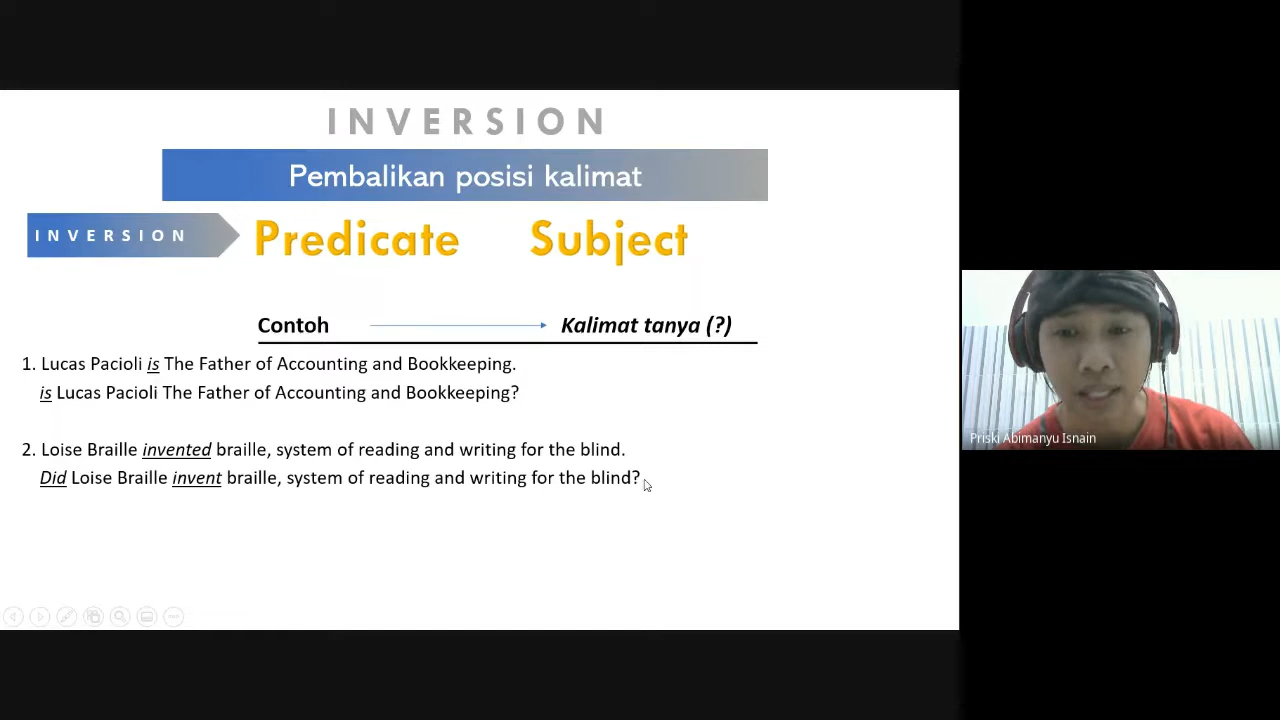 INVERSION
Pembalikan posisi kalimat
INVERSION Predicate Subject
Contoh Kalimat tanya (?)
1. Lucas Pacioli is The Father of Accounting and Bookkeeping.
is Lucas Pacioli The Father of Accounting and Bookkeeping?
2. Loise Braille invented braille, system of reading and writing for the blind.
Did Loise Braille invent braille, system of reading and writing for the blind?
Priski Abimanyu Isnain